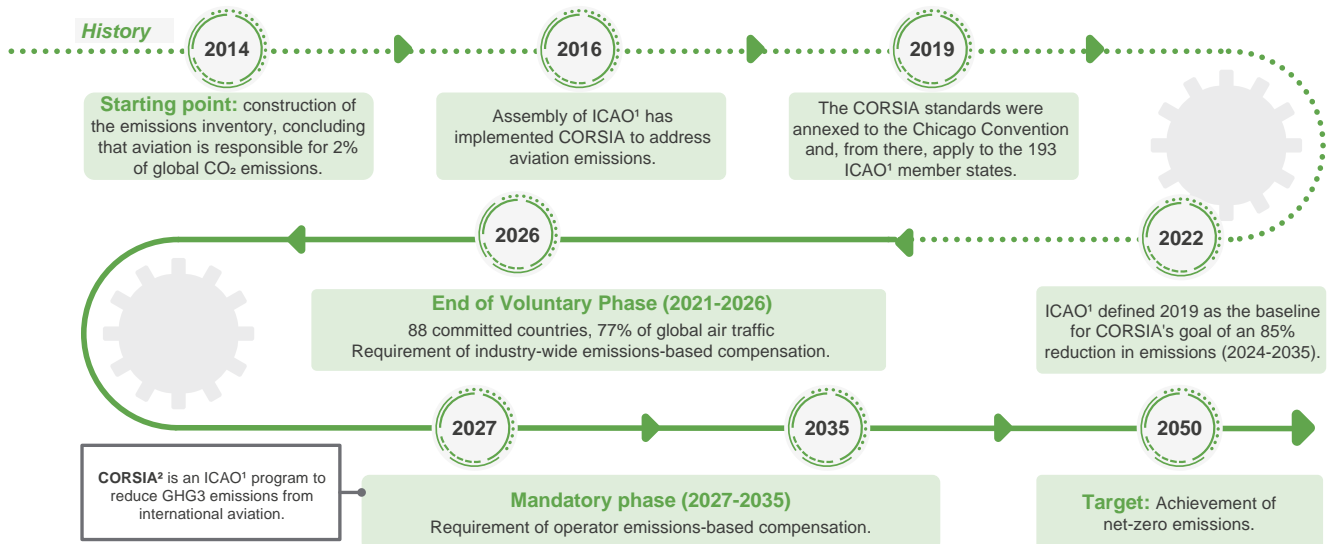 History
2014
2016
2019
Starting point: construction of
the emissions inventory, concluding
that aviation is responsible for 2%
of global CO₂ emissions.
Assembly of ICAO¹ has
implemented CORSIA to address
aviation emissions.
The CORSIA standards were
annexed to the Chicago Convention
and, from there, apply to the 193
ICAO¹ member states.
2022
ICAO¹ defined 2019 as the baseline
for CORSIA's goal of an 85%
reduction in emissions (2024-2035).
2026
End of Voluntary Phase (2021-2026)
88 committed countries, 77% of global air traffic
Requirement of industry-wide emissions-based compensation.
2027
2035
2050
CORSIA² is an ICAO¹ program to
reduce GHG3 emissions from
international aviation.
Mandatory phase (2027-2035)
Requirement of operator emissions-based compensation.
Target: Achievement of
net-zero emissions.